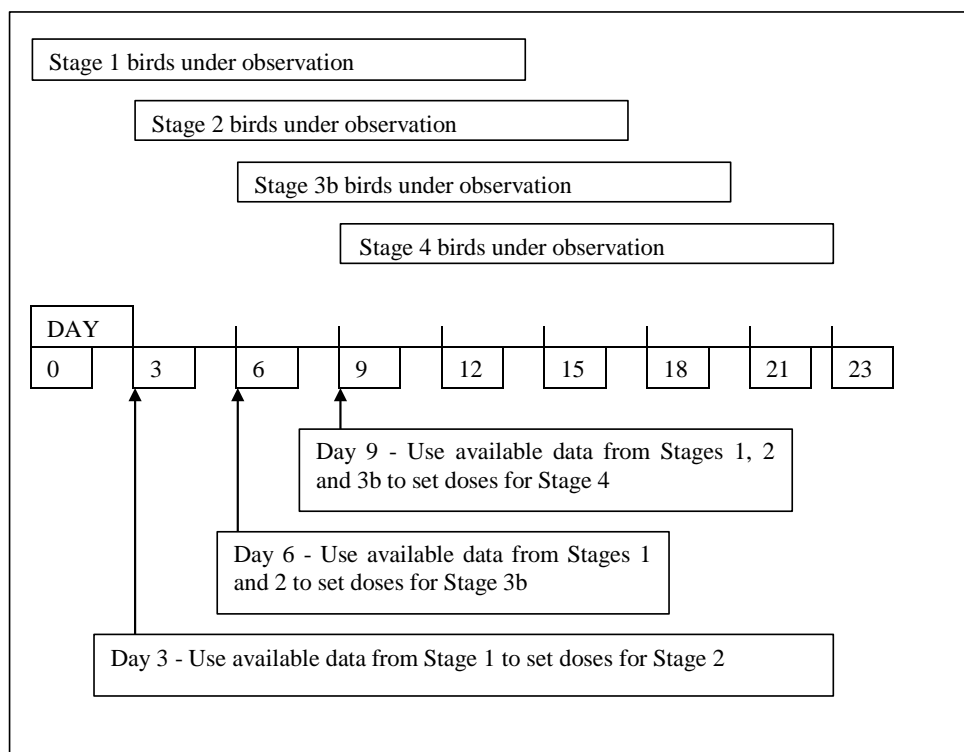 Stage 1 birds under observation
Stage 2 birds under observation
Stage 3b birds under observation
Stage 4 birds under observation
DAY
0 3 6 9 12 15 18 21 23
Day 9 - Use available data from Stages 1, 2
and 3b to set doses for Stage 4
Day 6 - Use available data from Stages 1
and 2 to set doses for Stage 3b
Day 3 - Use available data from Stage 1 to set doses for Stage 2